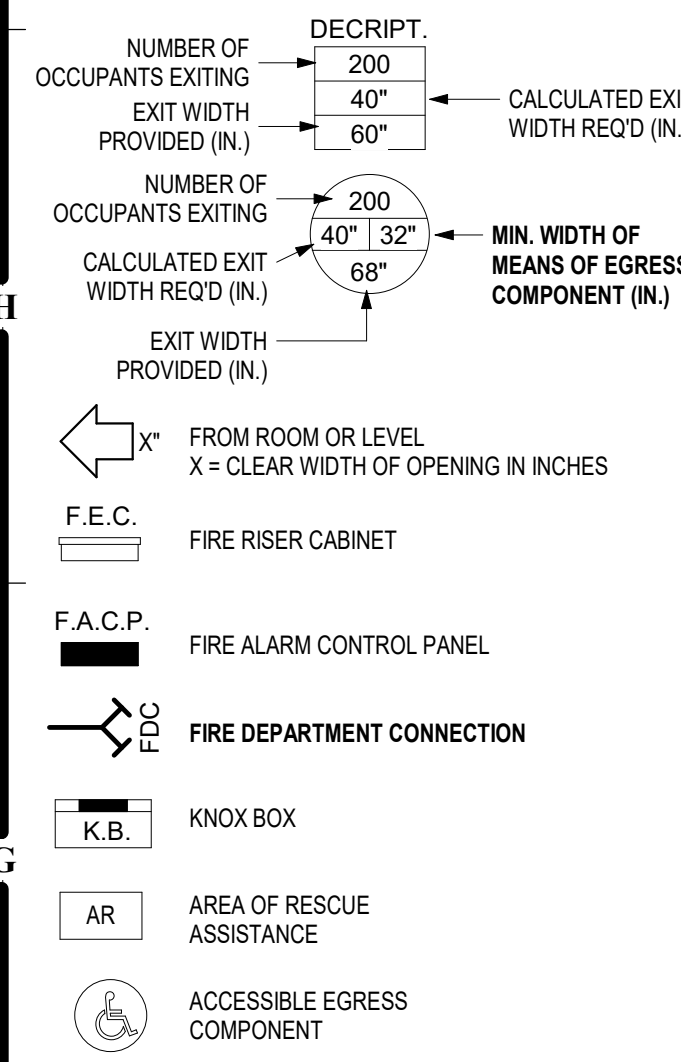 DECRIPT.
NUMBER OF
OCCUPANTS EXITING
200
40"
60"
EXIT WIDTH
PROVIDED (IN.)
CALCULATED EXI
WIDTH REQ'D (IN.
NUMBER OF
OCCUPANTS EXITING
200
40" 32"
68"
CALCULATED EXIT
WIDTH REQ'D (IN.)
MIN. WIDTH OF
MEANS OF EGRESS
COMPONENT (IN.)
EXIT WIDTH
PROVIDED (IN.)
H
X"
FROM ROOM OR LEVEL
X = CLEAR WIDTH OF OPENING IN INCHES
F.E.C.
FIRE RISER CABINET
F.A.C.P.
FIRE ALARM CONTROL PANEL
FDC
FIRE DEPARTMENT CONNECTION
K.B.
KNOX BOX
G
AR
AREA OF RESCUE
ASSISTANCE
ACCESSIBLE EGRESS
COMPONENT